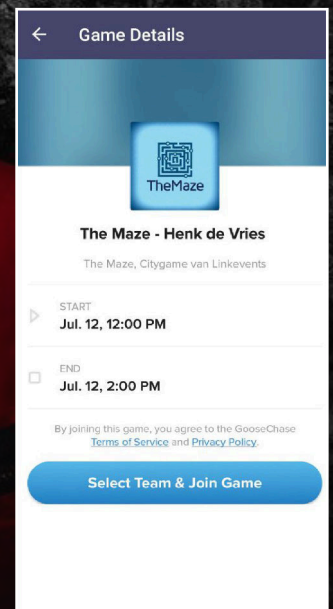 Game Details
TheMaze
The Maze - Henk de Vries
The Maze, Citygame van Linkevents
START
Jul. 12, 12:00 PM
END
Jul. 12, 2:00 PM
By joining this game, you agree to the GooseChase
Terms of Service and Privacy Policy.
Select Team & Join Game